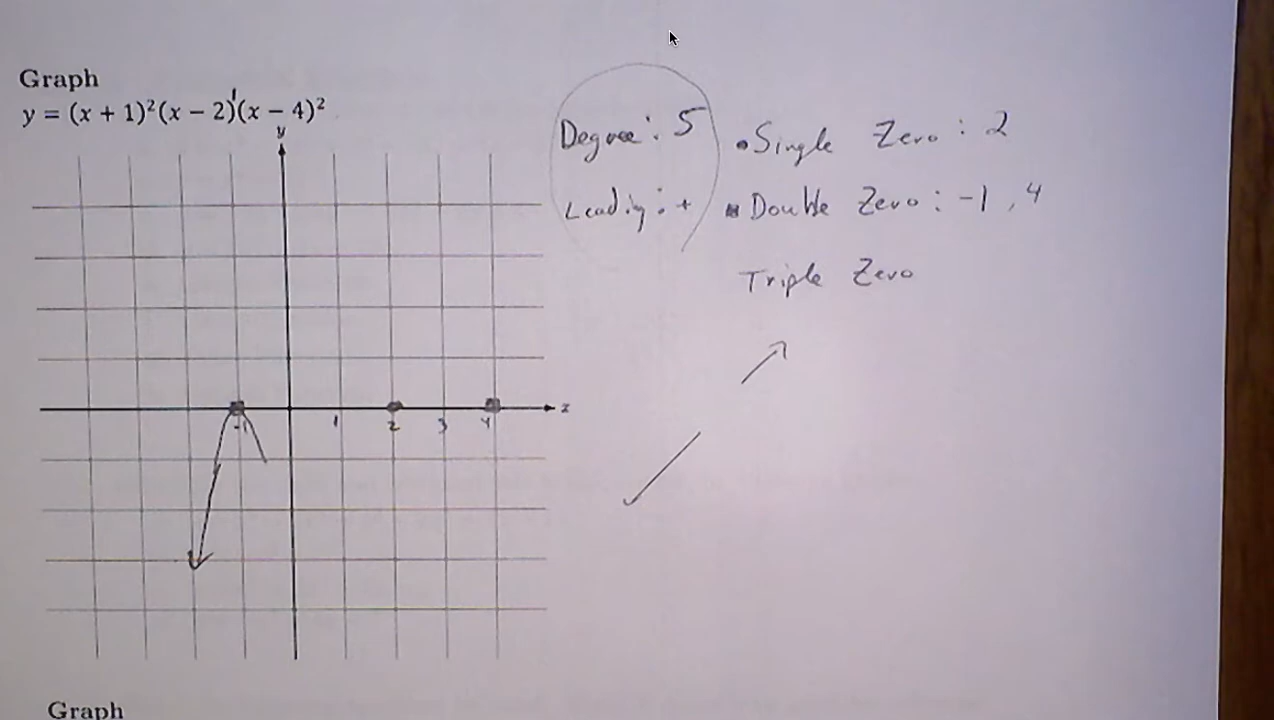 Graph
y = (x + 1)²(x − 2)¹(x − 4)²
y
x
-1 1 2 3 4
Degree: 5
Leading: +
• Single Zero: 2
Double Zero: -1, 4
Triple Zero
Graph